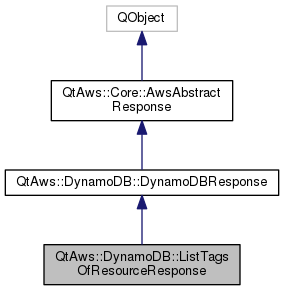 QObject
QtAws::Core::AwsAbstract
Response
QtAws::DynamoDB::DynamoDBResponse
QtAws::DynamoDB::ListTags
OfResourceResponse